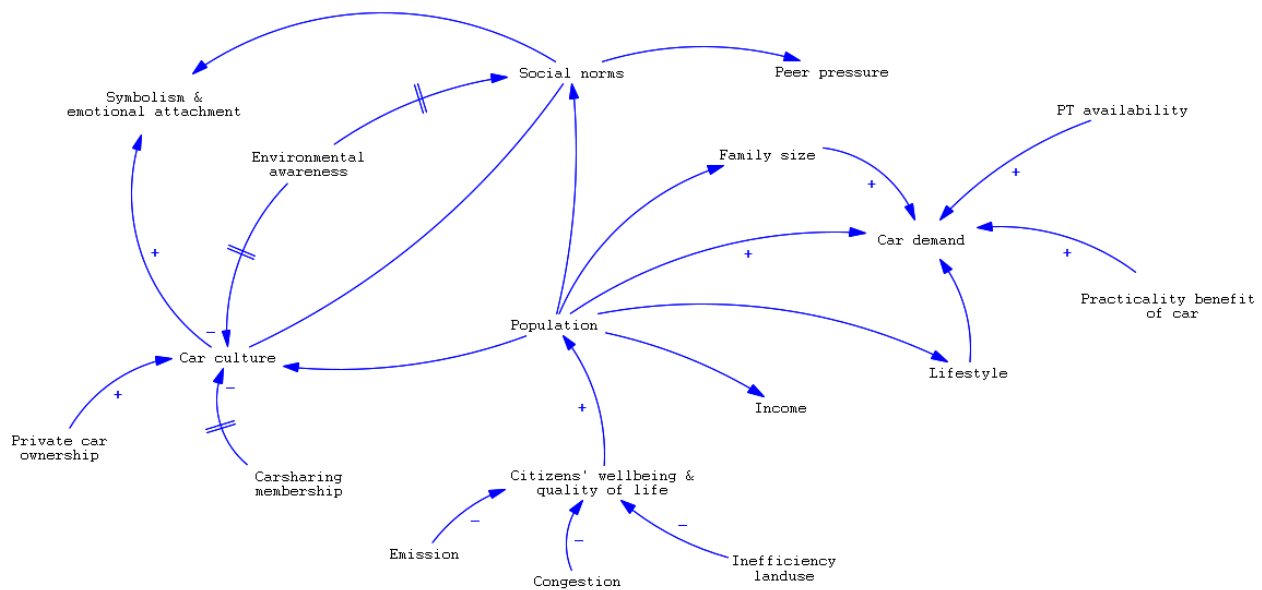 Social norms
Peer pressure
Symbolism &
emotional attachment
PT availability
Environmental
awareness
Family size
+
+
Car demand
+
+
+
Practicality benefit
of car
Population
–
Car culture
Lifestyle
–
+
Income
+
Private car
ownership
Carsharing
membership
Citizens' wellbeing &
quality of life
–
–
–
Emission
Congestion
Inefficiency
landuse